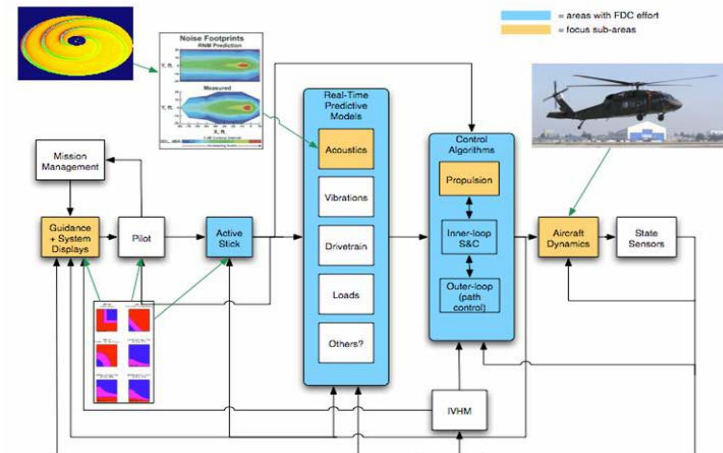 = areas with FDC effort
= focus sub-areas
Noise Footprints
RNM Prediction
Measured
X, ft.
Real-Time
Predictive
Models
Acoustics
Vibrations
Drivetrain
Loads
Others?
Control
Algorithms
Propulsion
Inner-loop
S&C
Outer-loop
(path
control)
Mission
Management
Guidance
+ System
Displays
Pilot
Active
Stick
Aircraft
Dynamics
State
Sensors
IVHM